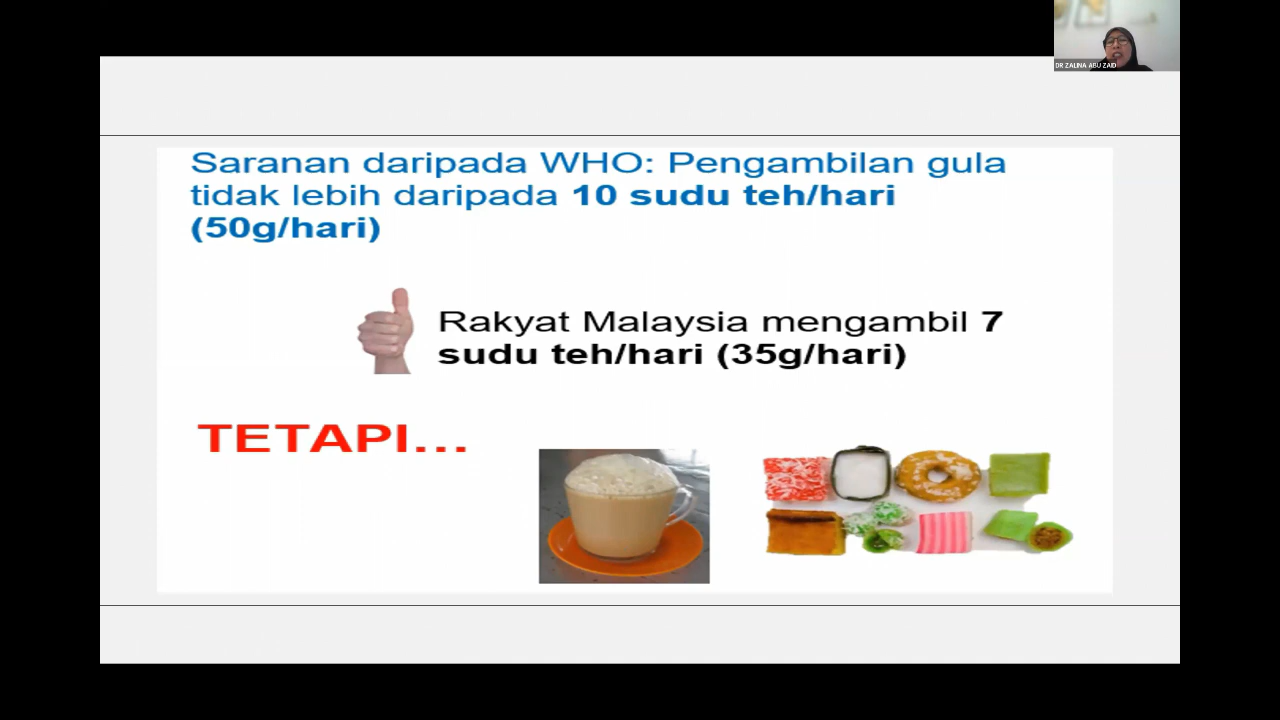 DR ZALINA ABU ZAID
Saranan daripada WHO: Pengambilan gula
tidak lebih daripada 10 sudu teh/hari
(50g/hari)
Rakyat Malaysia mengambil 7
sudu teh/hari (35g/hari)
TETAPI...